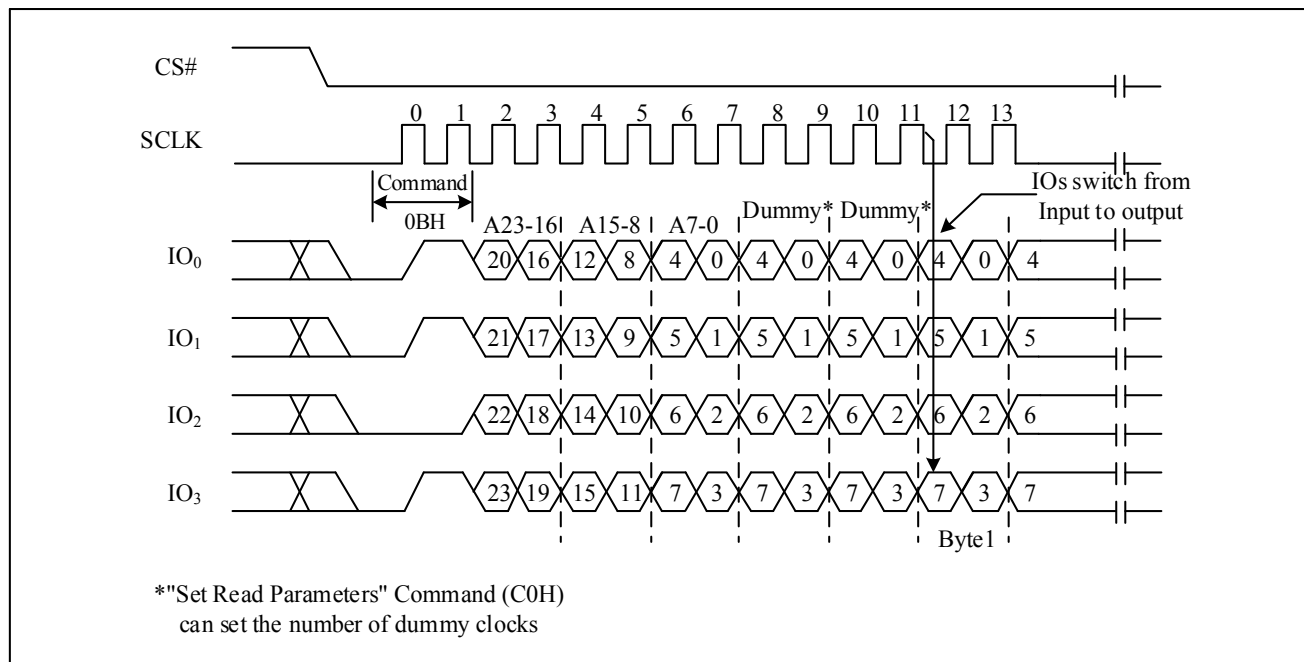 CS#
0 1 2 3 4 5 6 7 8 9 10 11 12 13
SCLK
Command
0BH
IOs switch from
Input to output
A23-16 A15-8 A7-0 Dummy* Dummy*
IO0 20 16 12 8 4 0 4 0 4 0 4 0 4
IO1 21 17 13 9 5 1 5 1 5 1 5 1 5
IO2 22 18 14 10 6 2 6 2 6 2 6 2 6
IO3 23 19 15 11 7 3 7 3 7 3 7 3 7
Byte1
*"Set Read Parameters" Command (C0H)
can set the number of dummy clocks